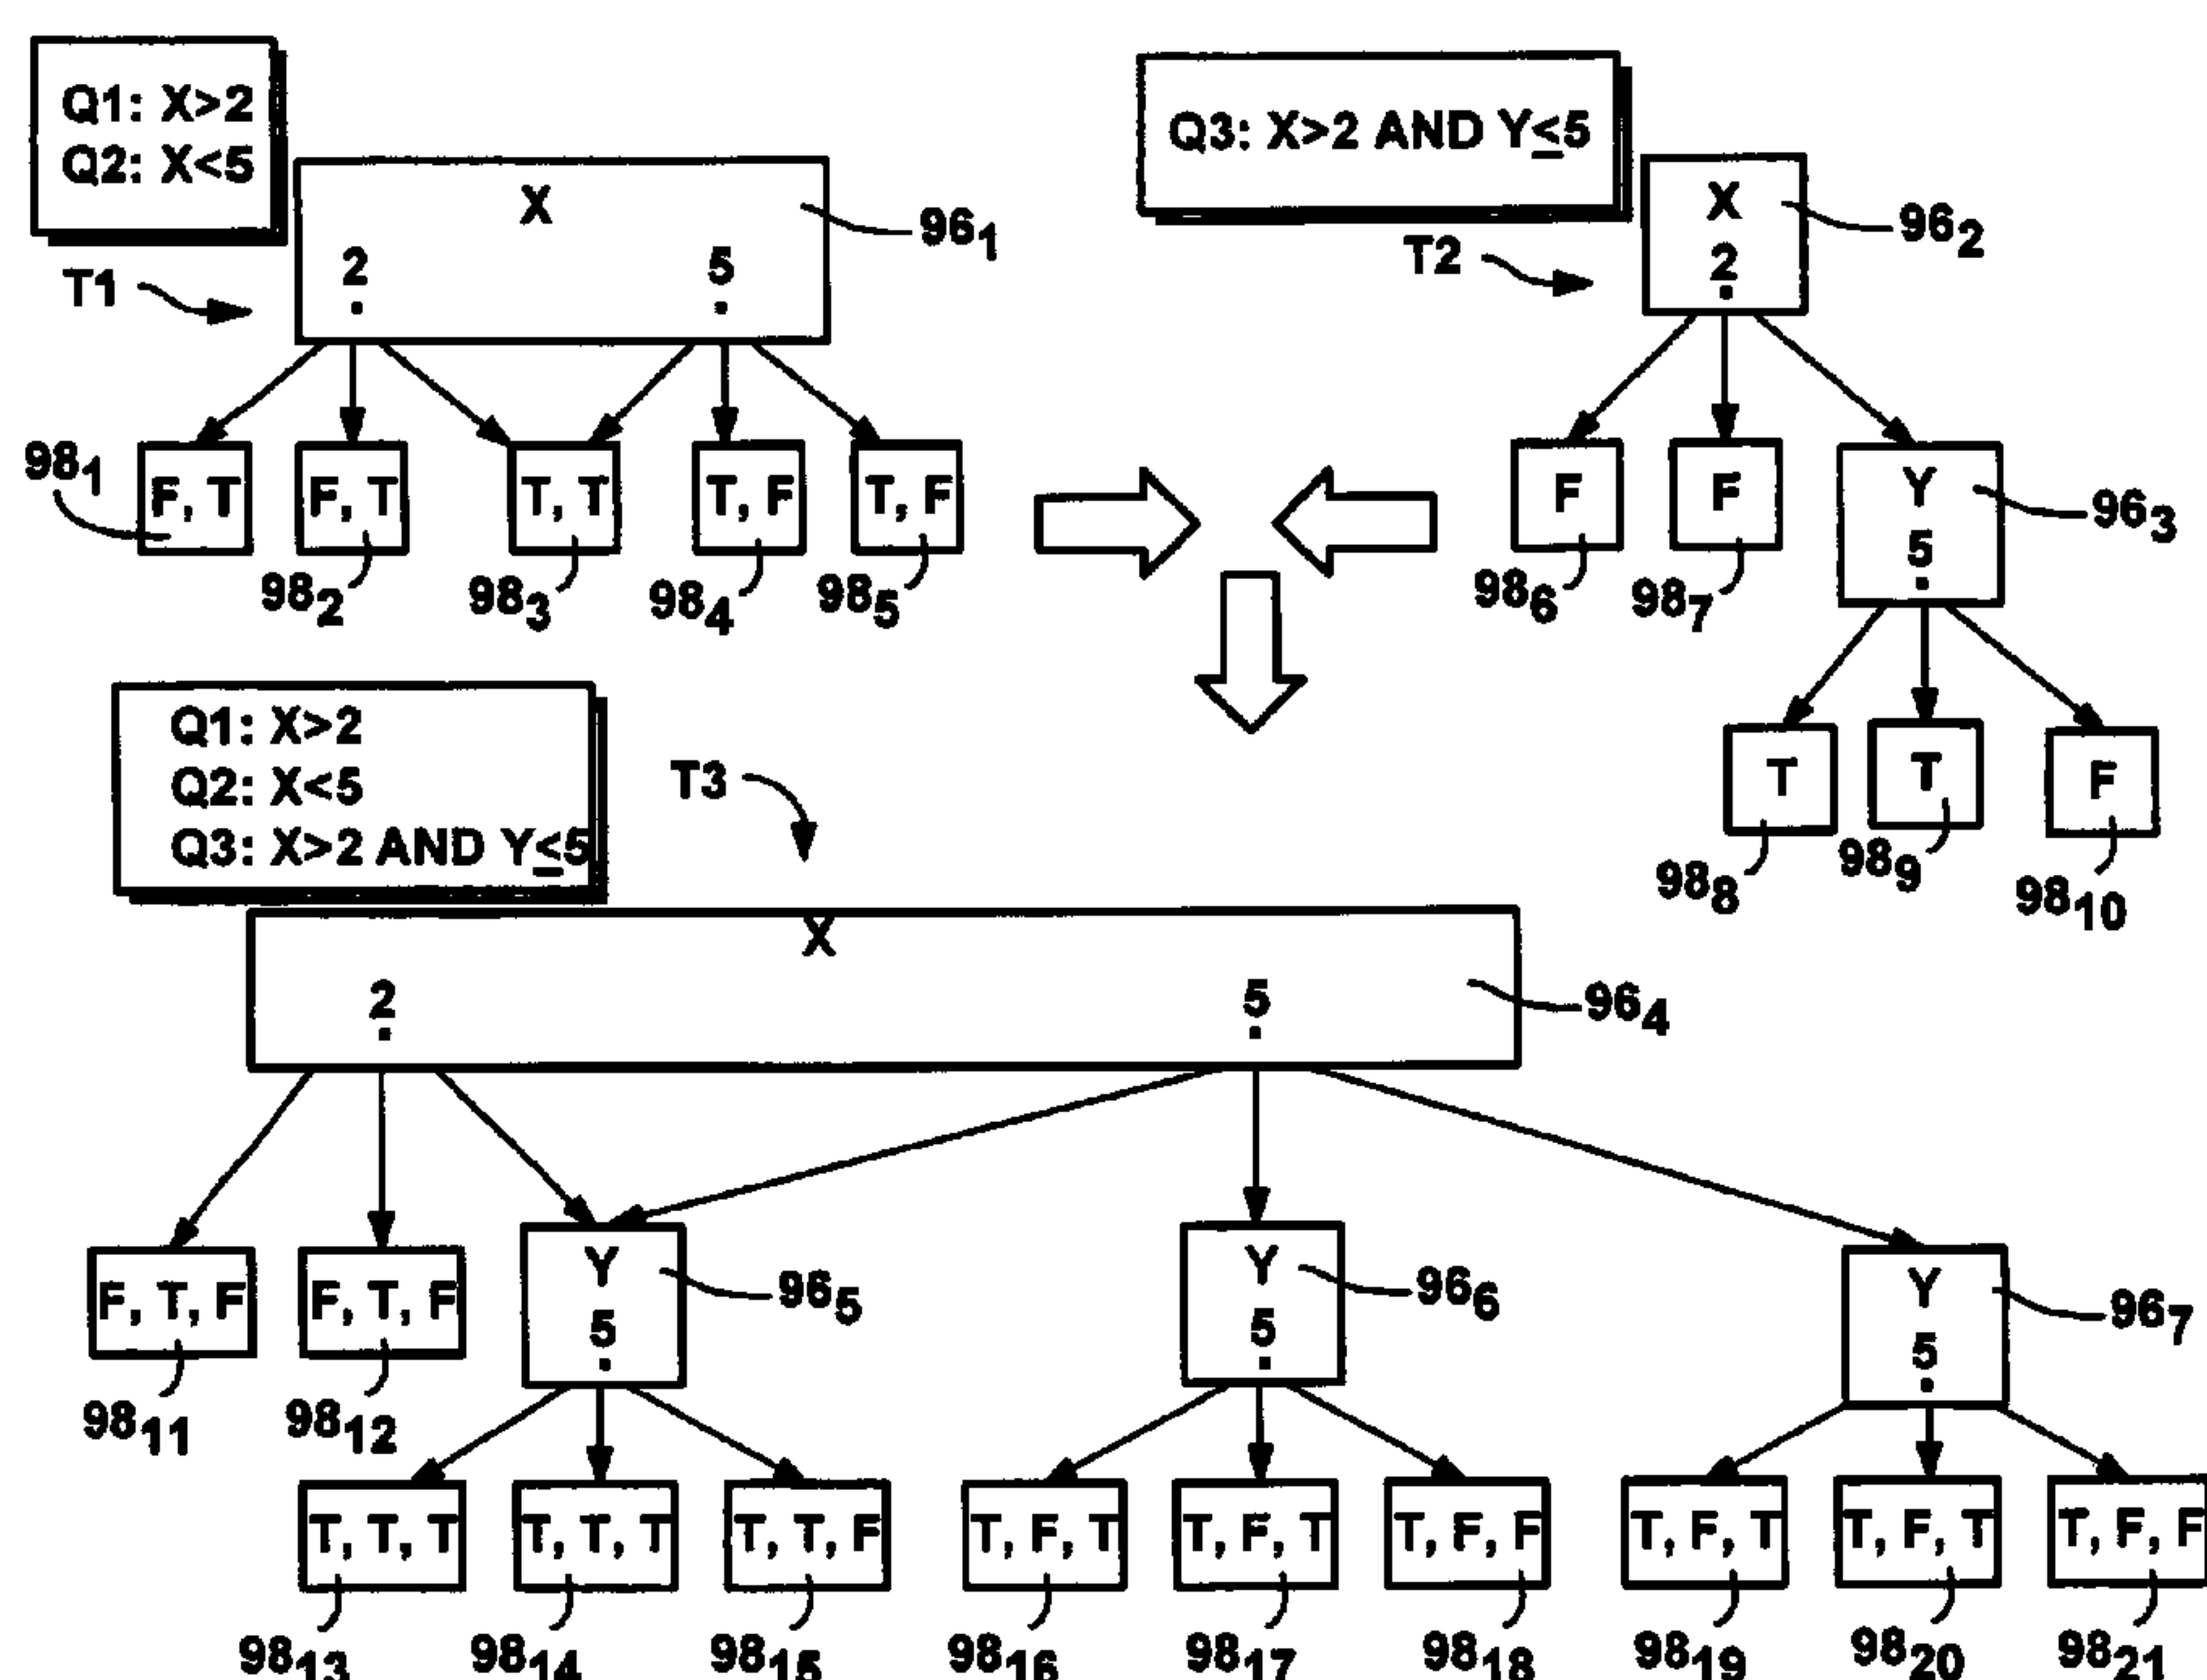 Q1: X>2
Q2: X<5
T1
X
2 5
96₁
F, T F, T T, T T, F T, F
98₁
98₂ 98₃ 98₄ 98₅
Q3: X>2 AND Y≤5
T2
X
2
96₂
F F
Y
5
96₃
98₆ 98₇
T T F
98₈ 98₉ 98₁₀
Q1: X>2
Q2: X<5
Q3: X>2 AND Y≤5
T3
X
2 5
96₄
F, T, F F, T, F
98₁₁ 98₁₂
Y
5
96₅
Y
5
96₆
Y
5
96₇
T, T, T T, T, T T, T, F T, F, T T, F, T T, F, F T, F, T T, F, T T, F, F
98₁₃ 98₁₄ 98₁₅ 98₁₆ 98₁₇ 98₁₈ 98₁₉ 98₂₀ 98₂₁